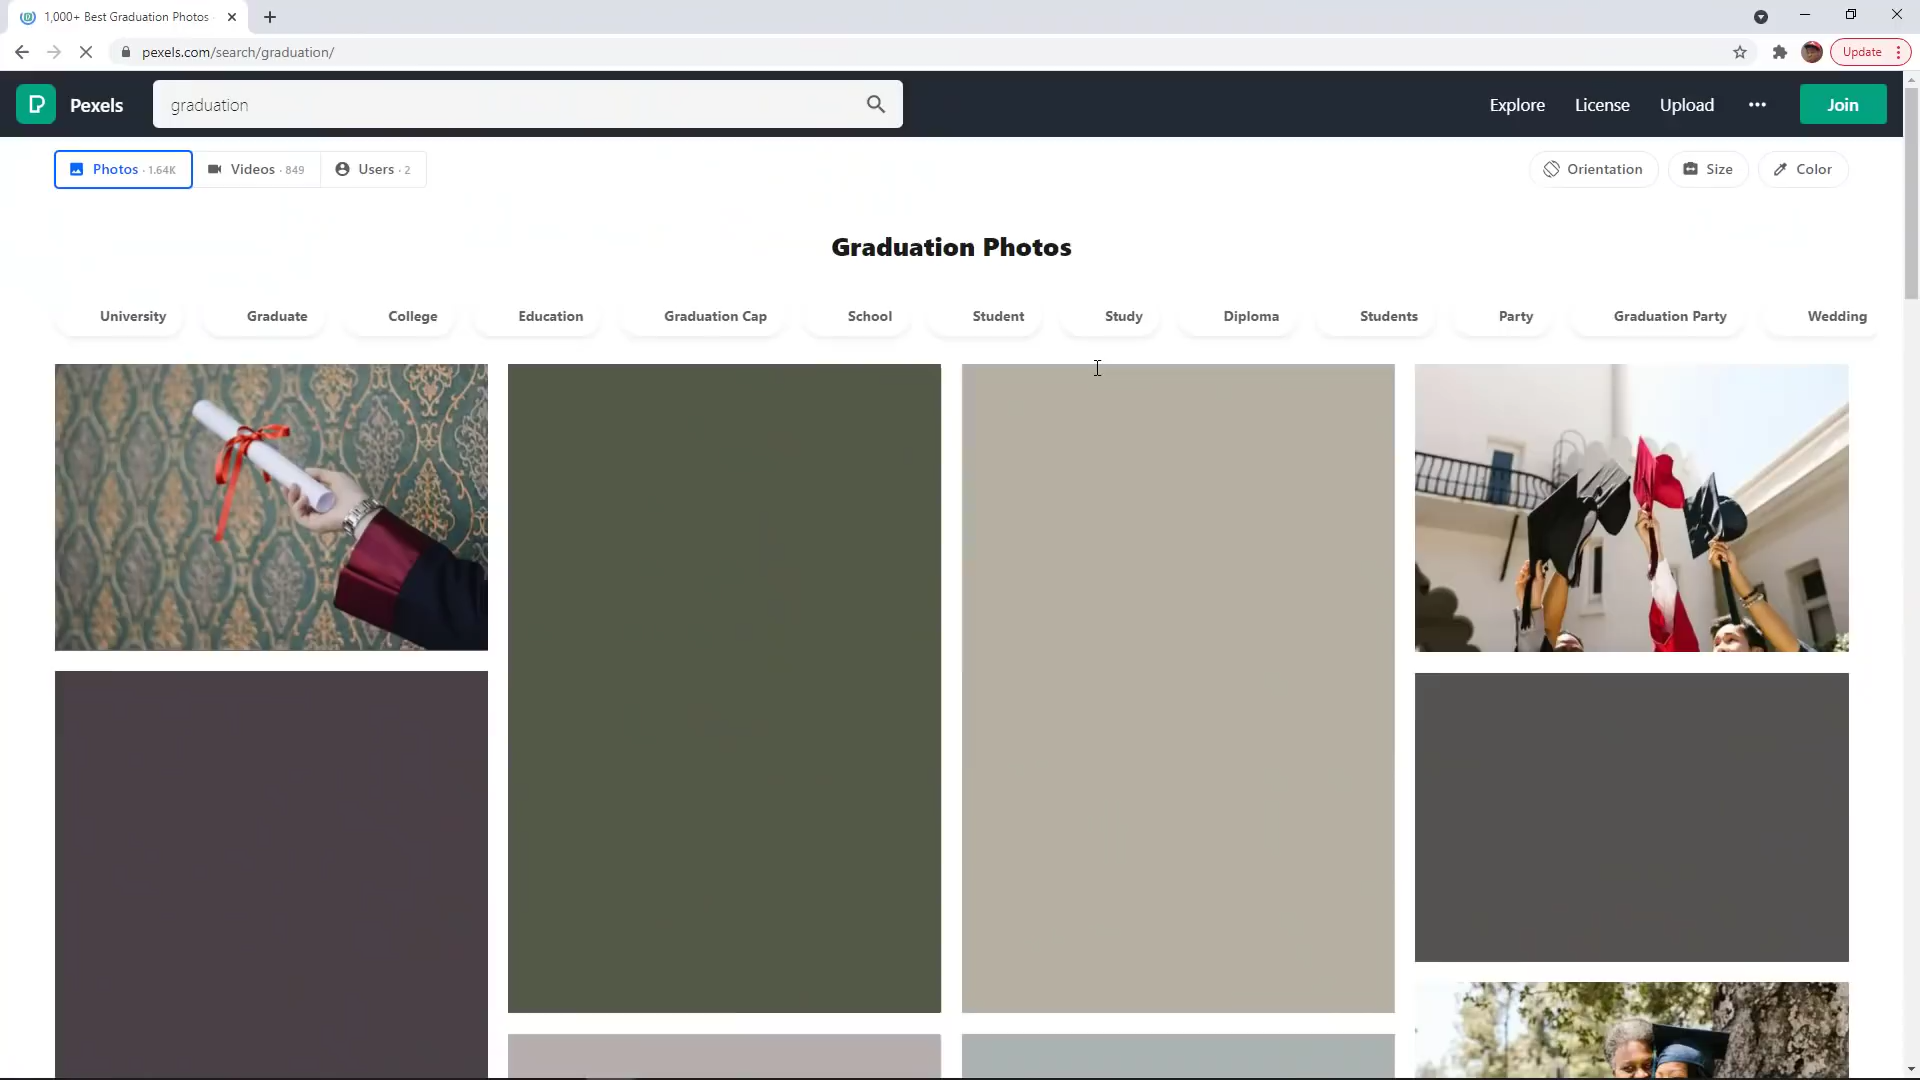 1,000+ Best Graduation Photos
pexels.com/search/graduation/
Update
Pexels
graduation
Explore
License
Upload
Join
Photos · 1.64K
Videos · 849
Users · 2
Orientation
Size
Color
Graduation Photos
University
Graduate
College
Education
Graduation Cap
School
Student
Study
Diploma
Students
Party
Graduation Party
Wedding